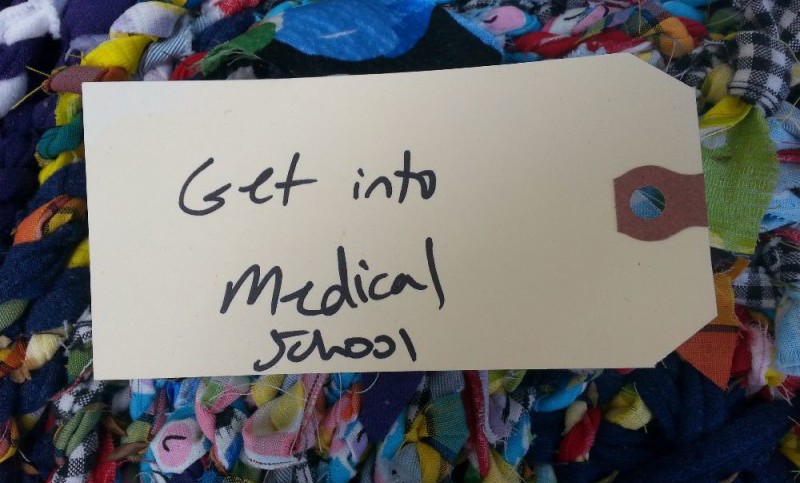 Get into
Medical
School